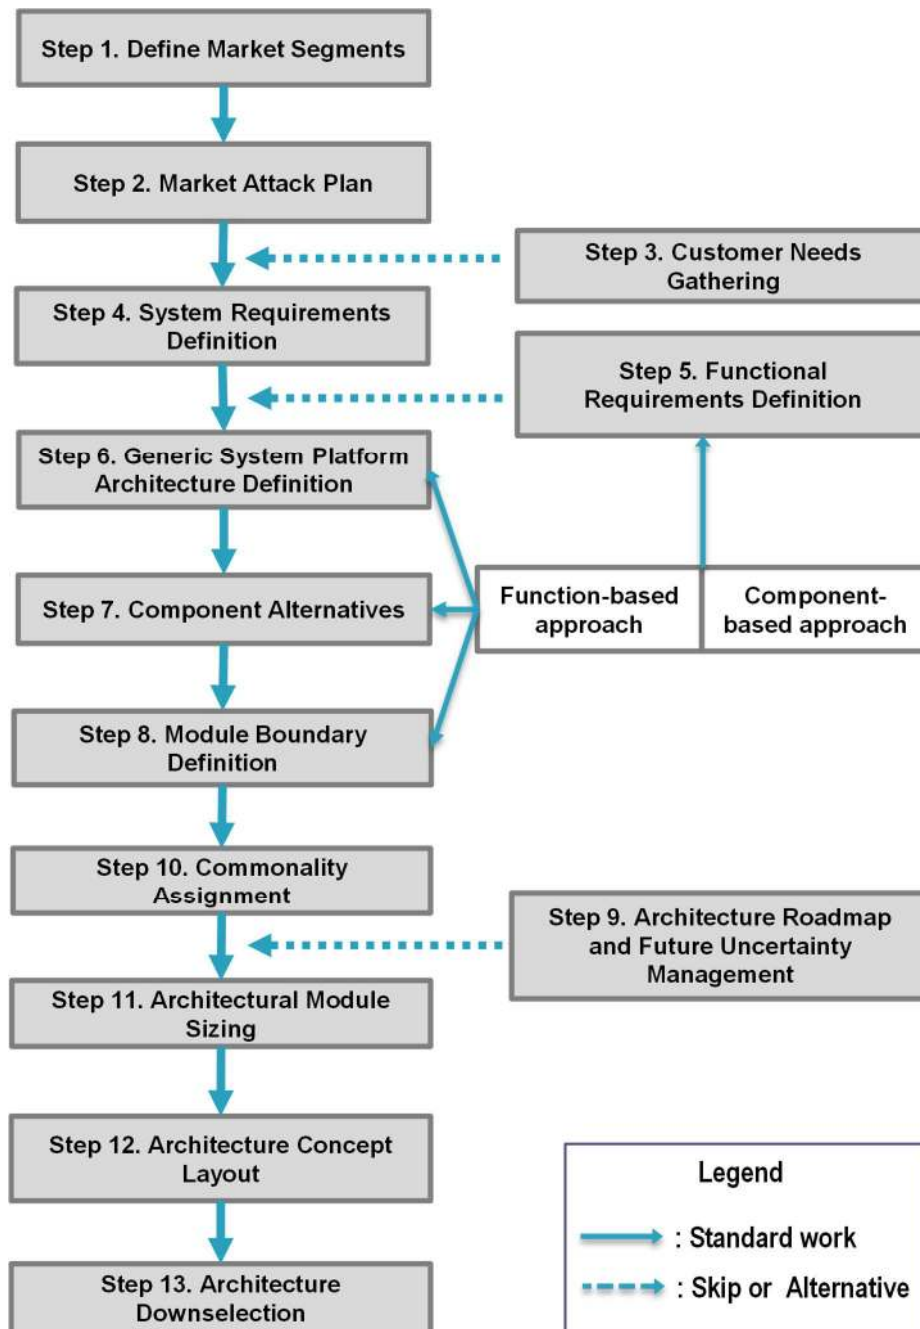 Step 1. Define Market Segments
Step 2. Market Attack Plan
Step 3. Customer Needs
Gathering
Step 4. System Requirements
Definition
Step 5. Functional
Requirements Definition
Step 6. Generic System Platform
Architecture Definition
Step 7. Component Alternatives
Function-based
approach
Component-
based approach
Step 8. Module Boundary
Definition
Step 10. Commonality
Assignment
Step 9. Architecture Roadmap
and Future Uncertainty
Management
Step 11. Architectural Module
Sizing
Step 12. Architecture Concept
Layout
Step 13. Architecture
Downselection
Legend
: Standard work
: Skip or Alternative